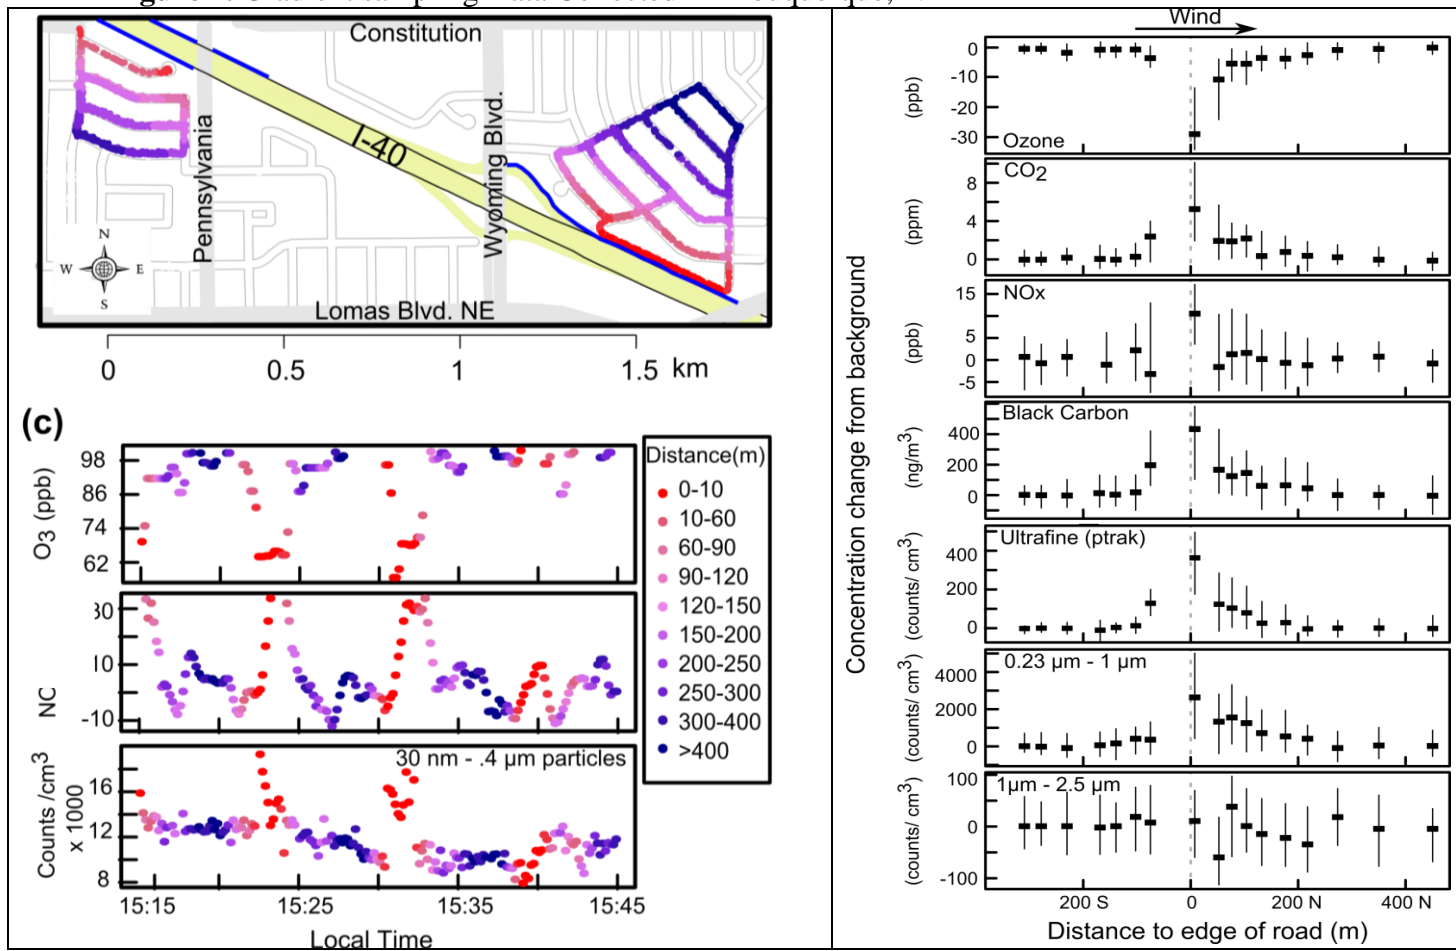 Constitution
I-40
Pennsylvania
Wyoming Blvd.
N
W E
S
Lomas Blvd. NE
0 0.5 1 1.5 km
(c)
O3 (ppb)
98
86
74
62
NC
30
10
-10
30 nm - .4 µm particles
Counts /cm3
x 1000
16
12
8
15:15 15:25 15:35 15:45
Local Time
Distance(m)
0-10
10-60
60-90
90-120
120-150
150-200
200-250
250-300
300-400
>400
Wind
Concentration change from background
(ppb)
0
-10
-20
-30
Ozone
CO2
(ppm)
8
4
0
NOx
(ppb)
15
5
0
-5
Black Carbon
(ng/m3)
400
200
0
Ultrafine (ptrak)
(counts/ cm3)
400
200
0
0.23 µm - 1 µm
(counts/ cm3)
4000
2000
0
1µm - 2.5 µm
(counts/ cm3)
100
0
-100
200 S 0 200 N 400 N
Distance to edge of road (m)